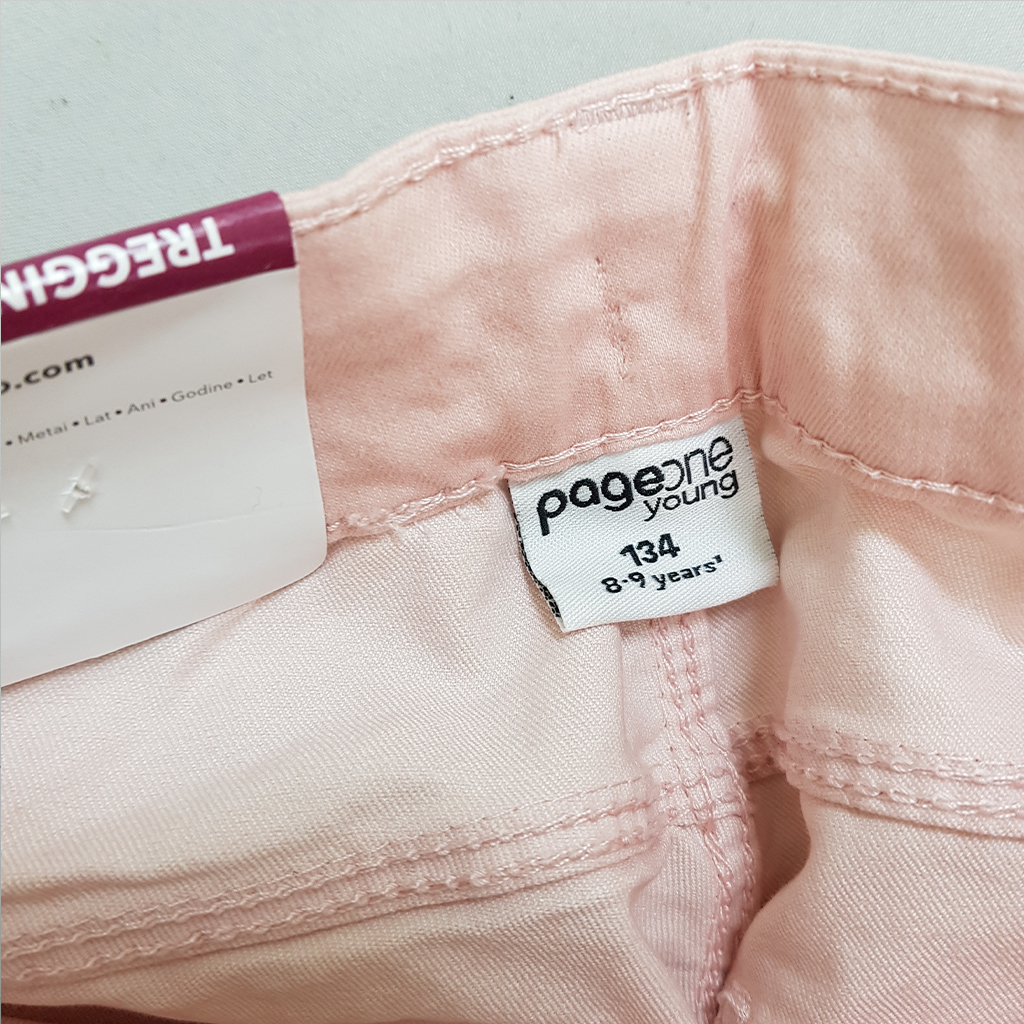 TREGGIN
o.com
• Metai • Lat • Ani • Godine • Let
pageone
young
134
8-9 years¹